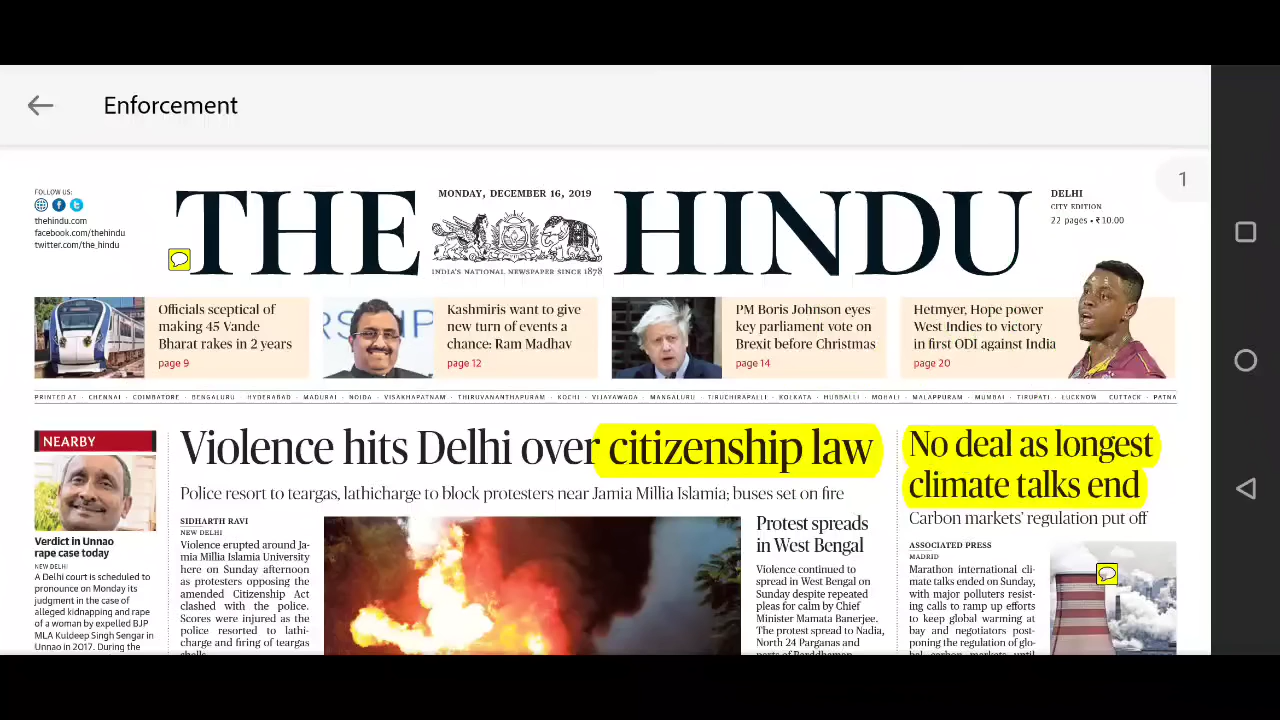 Enforcement
1
FOLLOW US:
thehindu.com
facebook.com/thehindu
twitter.com/the_hindu
THE HINDU
MONDAY, DECEMBER 16, 2019
INDIA'S NATIONAL NEWSPAPER SINCE 1878
DELHI
CITY EDITION
22 pages • ₹10.00
Officials sceptical of
making 45 Vande
Bharat rakes in 2 years
page 9
Kashmiris want to give
new turn of events a
chance: Ram Madhav
page 12
PM Boris Johnson eyes
key parliament vote on
Brexit before Christmas
page 14
Hetmyer, Hope power
West Indies to victory
in first ODI against India
page 20
PRINTED AT · CHENNAI · COIMBATORE · BENGALURU · HYDERABAD · MADURAI · NOIDA · VISAKHAPATNAM · THIRUVANANTHAPURAM · KOCHI · VIJAYAWADA · MANGALURU · TIRUCHIRAPALLI · KOLKATA · HUBBALLI · MOHALI · MALAPPURAM · MUMBAI · TIRUPATI · LUCKNOW · CUTTACK · PATNA
NEARBY
Verdict in Unnao
rape case today
NEW DELHI
A Delhi court is scheduled to
pronounce on Monday its
judgment in the case of
alleged kidnapping and rape
of a woman by expelled BJP
MLA Kuldeep Singh Sengar in
Unnao in 2017. During the
Violence hits Delhi over citizenship law
Police resort to teargas, lathicharge to block protesters near Jamia Millia Islamia; buses set on fire
SIDHARTH RAVI
NEW DELHI
Violence erupted around Ja-
mia Millia Islamia University
here on Sunday afternoon
as protesters opposing the
amended Citizenship Act
clashed with the police.
Scores were injured as the
police resorted to lathi-
charge and firing of teargas
shells.
Protest spreads
in West Bengal
Violence continued to
spread in West Bengal on
Sunday despite repeated
pleas for calm by Chief
Minister Mamata Banerjee.
The protest spread to Nadia,
North 24 Parganas and
parts of Barddhaman
No deal as longest
climate talks end
Carbon markets' regulation put off
ASSOCIATED PRESS
MADRID
Marathon international cli-
mate talks ended on Sunday,
with major polluters resist-
ing calls to ramp up efforts
to keep global warming at
bay and negotiators post-
poning the regulation of glo-
bal carbon markets until